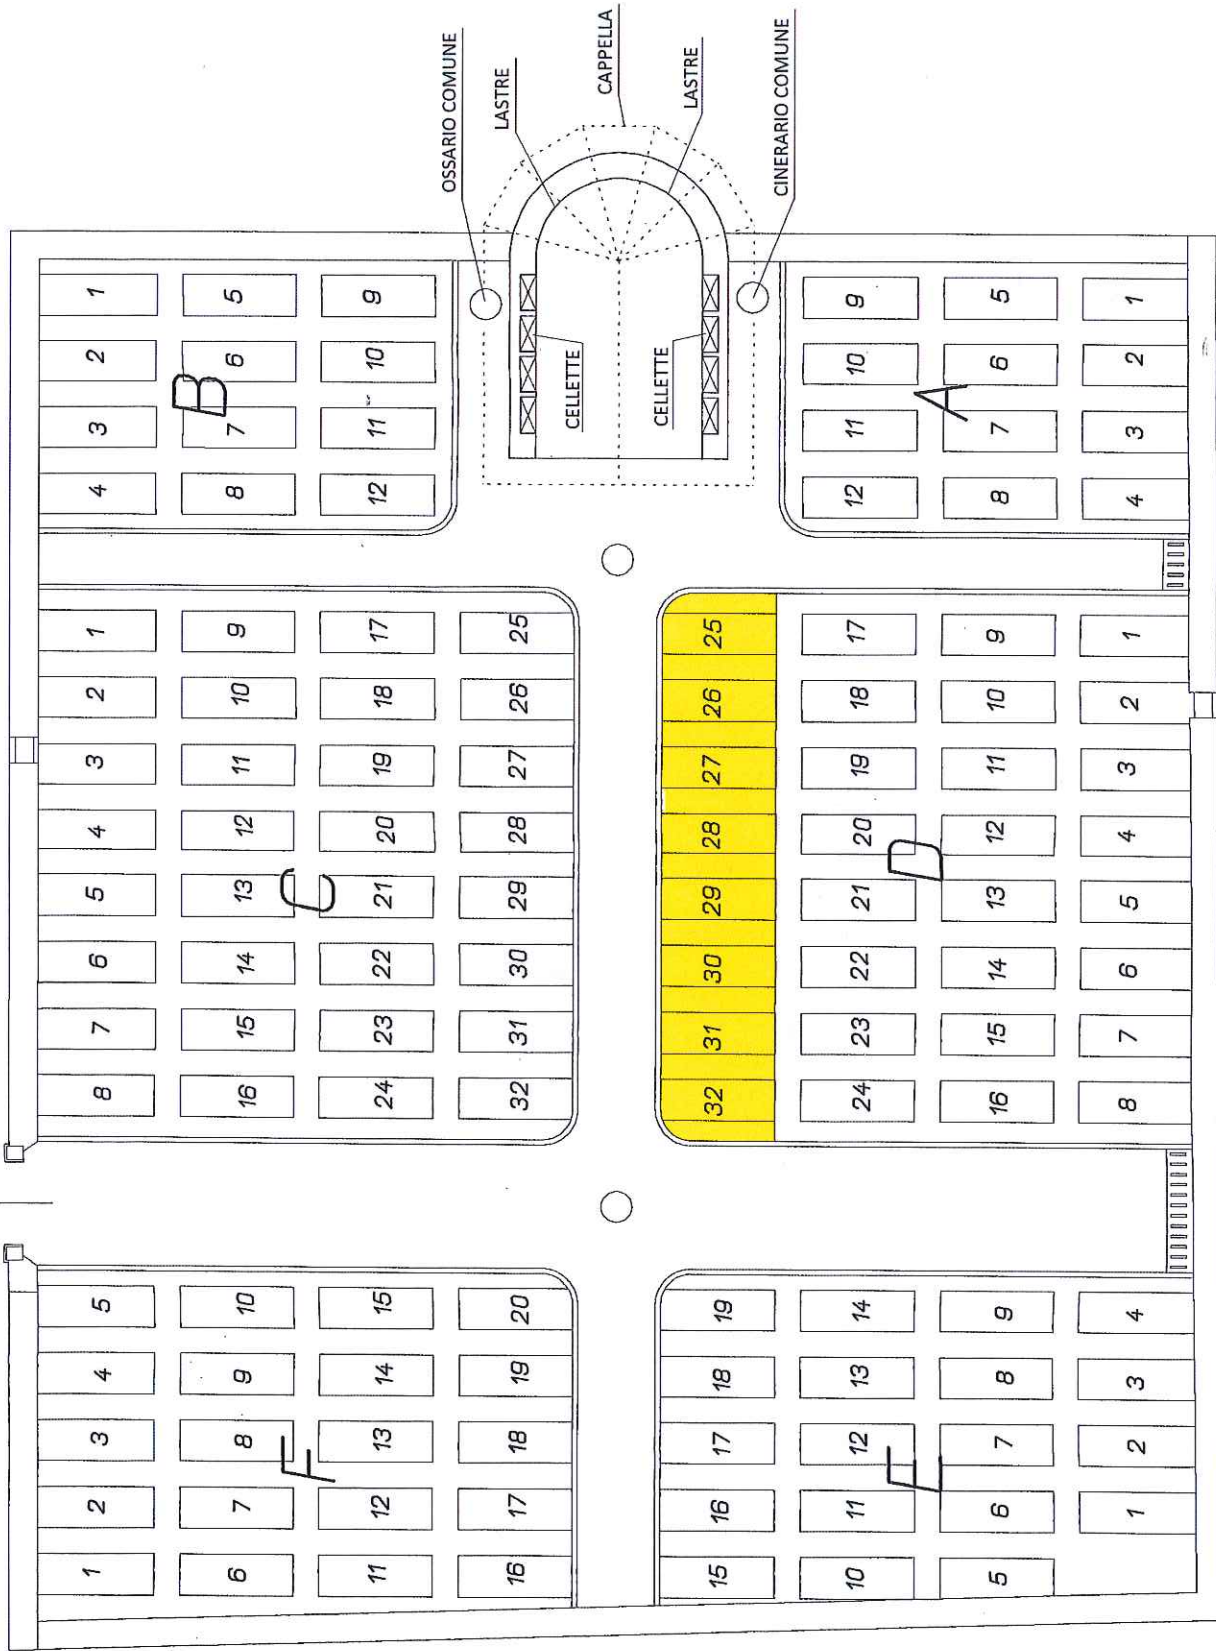 1 2 3 4 5 8 7 6 5 4 3 2 1 4 3 2 1
B
6 7 8 9 10 16 15 14 13 12 11 10 9 8 7 6 5
F C
11 12 13 14 15 24 23 22 21 20 19 18 17 12 11 10 9
OSSARIO COMUNE
LASTRE
16 17 18 19 20 32 31 30 29 28 27 26 25
CELLETTE
CAPPELLA
CELLETTE
LASTRE
15 16 17 18 19 32 31 30 29 28 27 26 25
CINERARIO COMUNE
10 11 12 13 14 24 23 22 21 20 19 18 17 12 11 10 9
E D A
5 6 7 8 9 16 15 14 13 12 11 10 9 8 7 6 5
1 2 3 4 8 7 6 5 4 3 2 1 4 3 2 1